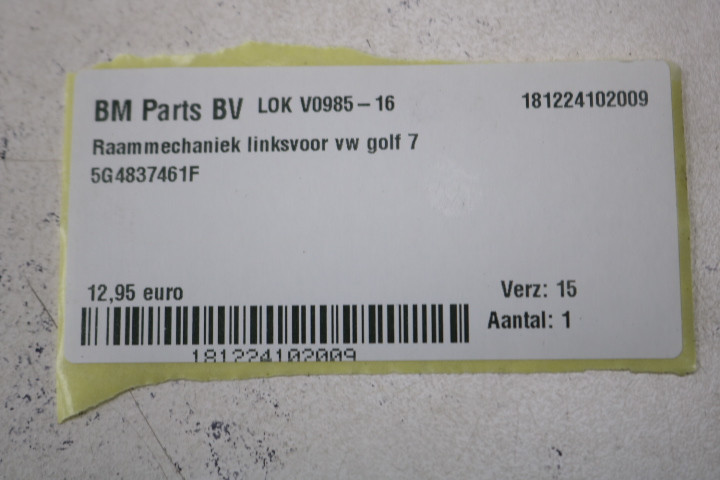 BM Parts BV LOK V0985-16 181224102009
Raammechaniek linksvoor vw golf 7
5G4837461F
12,95 euro Verz: 15
Aantal: 1
181224102009